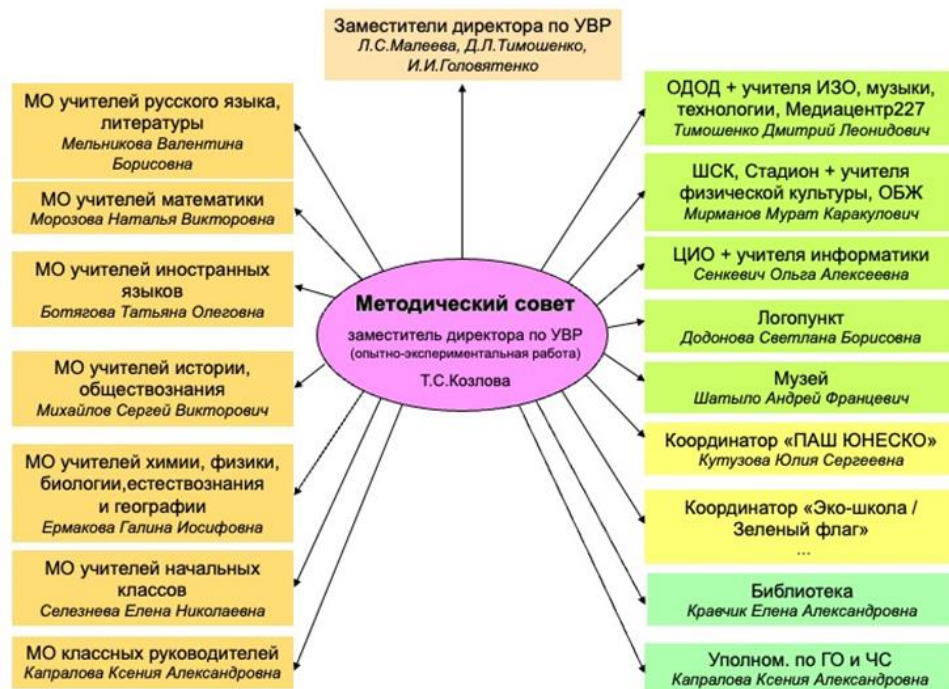 Заместители директора по УВР
Л.С.Малеева, Д.Л.Тимошенко,
И.И.Головятенко
МО учителей русского языка,
литературы
Мельникова Валентина
Борисовна
МО учителей математики
Морозова Наталья Викторовна
МО учителей иностранных
языков
Ботягова Татьяна Олеговна
МО учителей истории,
обществознания
Михайлов Сергей Викторович
МО учителей химии, физики,
биологии,естествознания
и географии
Ермакова Галина Иосифовна
МО учителей начальных
классов
Селезнева Елена Николаевна
МО классных руководителей
Капралова Ксения Александровна
Методический совет
заместитель директора по УВР
(опытно-экспериментальная работа)
Т.С.Козлова
ОДОД + учителя ИЗО, музыки,
технологии, Медиацентр227
Тимошенко Дмитрий Леонидович
ШСК, Стадион + учителя
физической культуры, ОБЖ
Мирманов Мурат Каракулович
ЦИО + учителя информатики
Сенкевич Ольга Алексеевна
Логопункт
Додонова Светлана Борисовна
Музей
Шатыло Андрей Францевич
Координатор «ПАШ ЮНЕСКО»
Кутузова Юлия Сергеевна
Координатор «Эко-школа /
Зеленый флаг»
...
Библиотека
Кравчик Елена Александровна
Уполном. по ГО и ЧС
Капралова Ксения Александровна